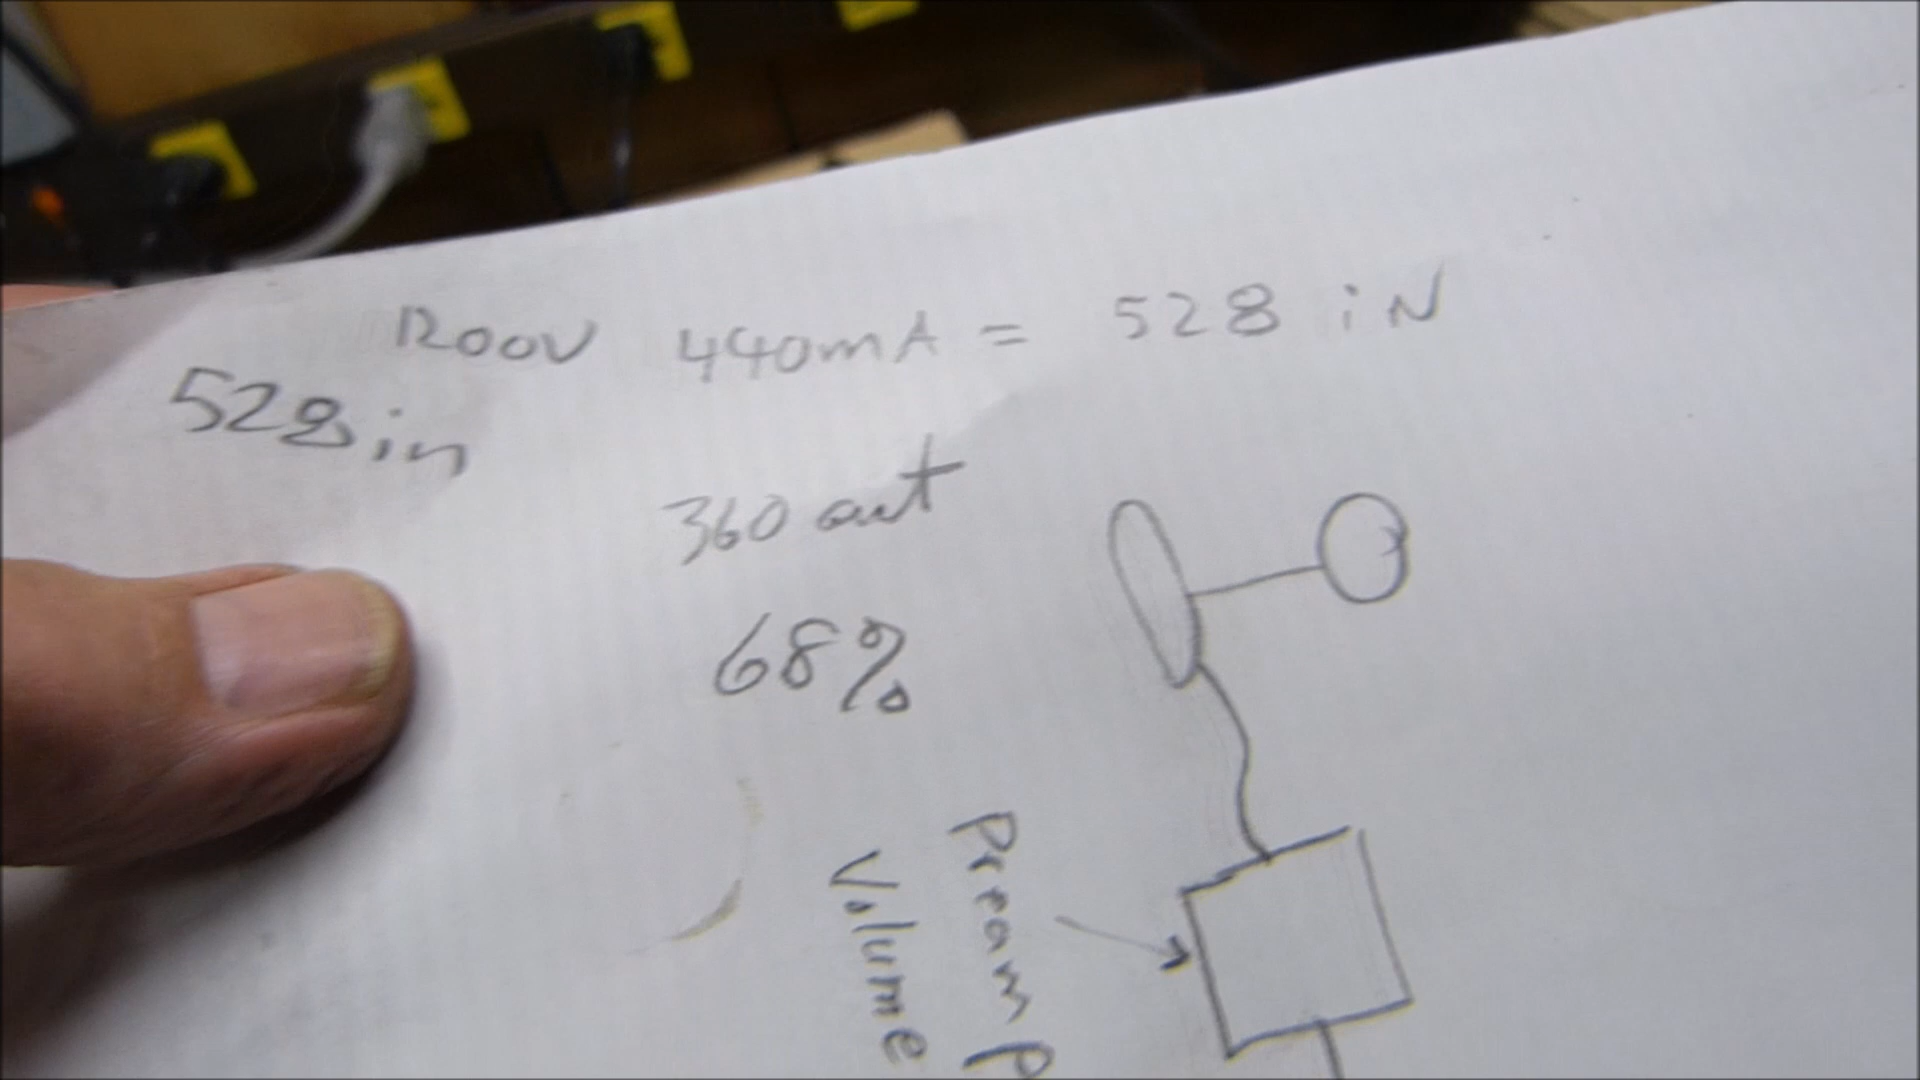 1200V 440mA = 528 iN
528 in
360 out
68%
Preamp
Volume